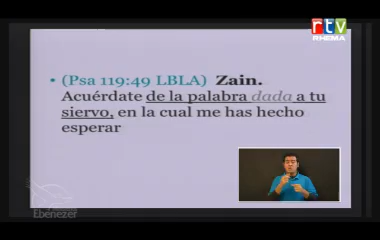 rtv
RHEMA
• (Psa 119:49 LBLA) Zain.
Acuérdate de la palabra dada a tu
siervo, en la cual me has hecho
esperar
Ebenezer